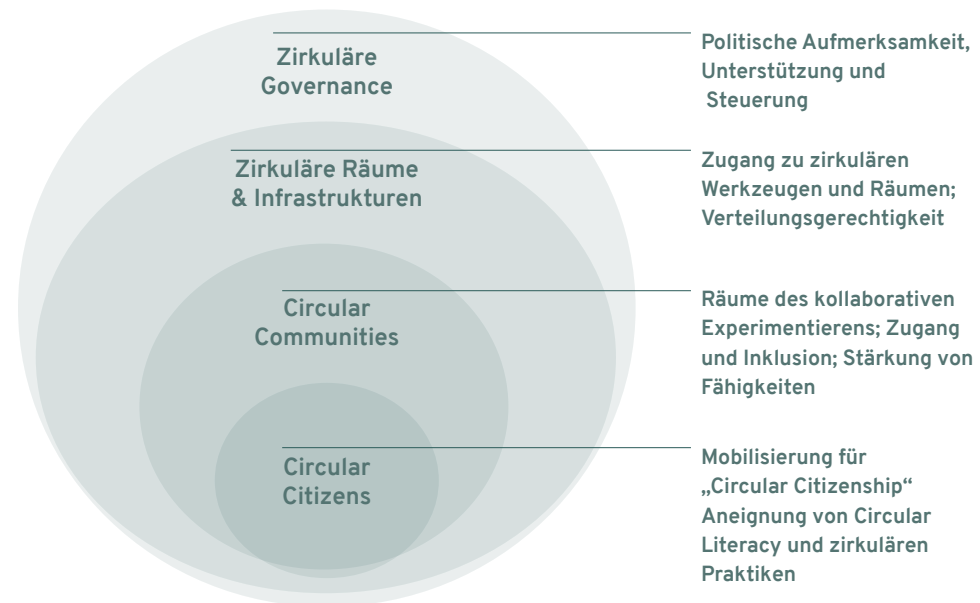 Zirkuläre
Governance
Politische Aufmerksamkeit,
Unterstützung und
Steuerung
Zirkuläre Räume
& Infrastrukturen
Zugang zu zirkulären
Werkzeugen und Räumen;
Verteilungsgerechtigkeit
Circular
Communities
Räume des kollaborativen
Experimentierens; Zugang
und Inklusion; Stärkung von
Fähigkeiten
Circular
Citizens
Mobilisierung für
„Circular Citizenship“
Aneignung von Circular
Literacy und zirkulären
Praktiken